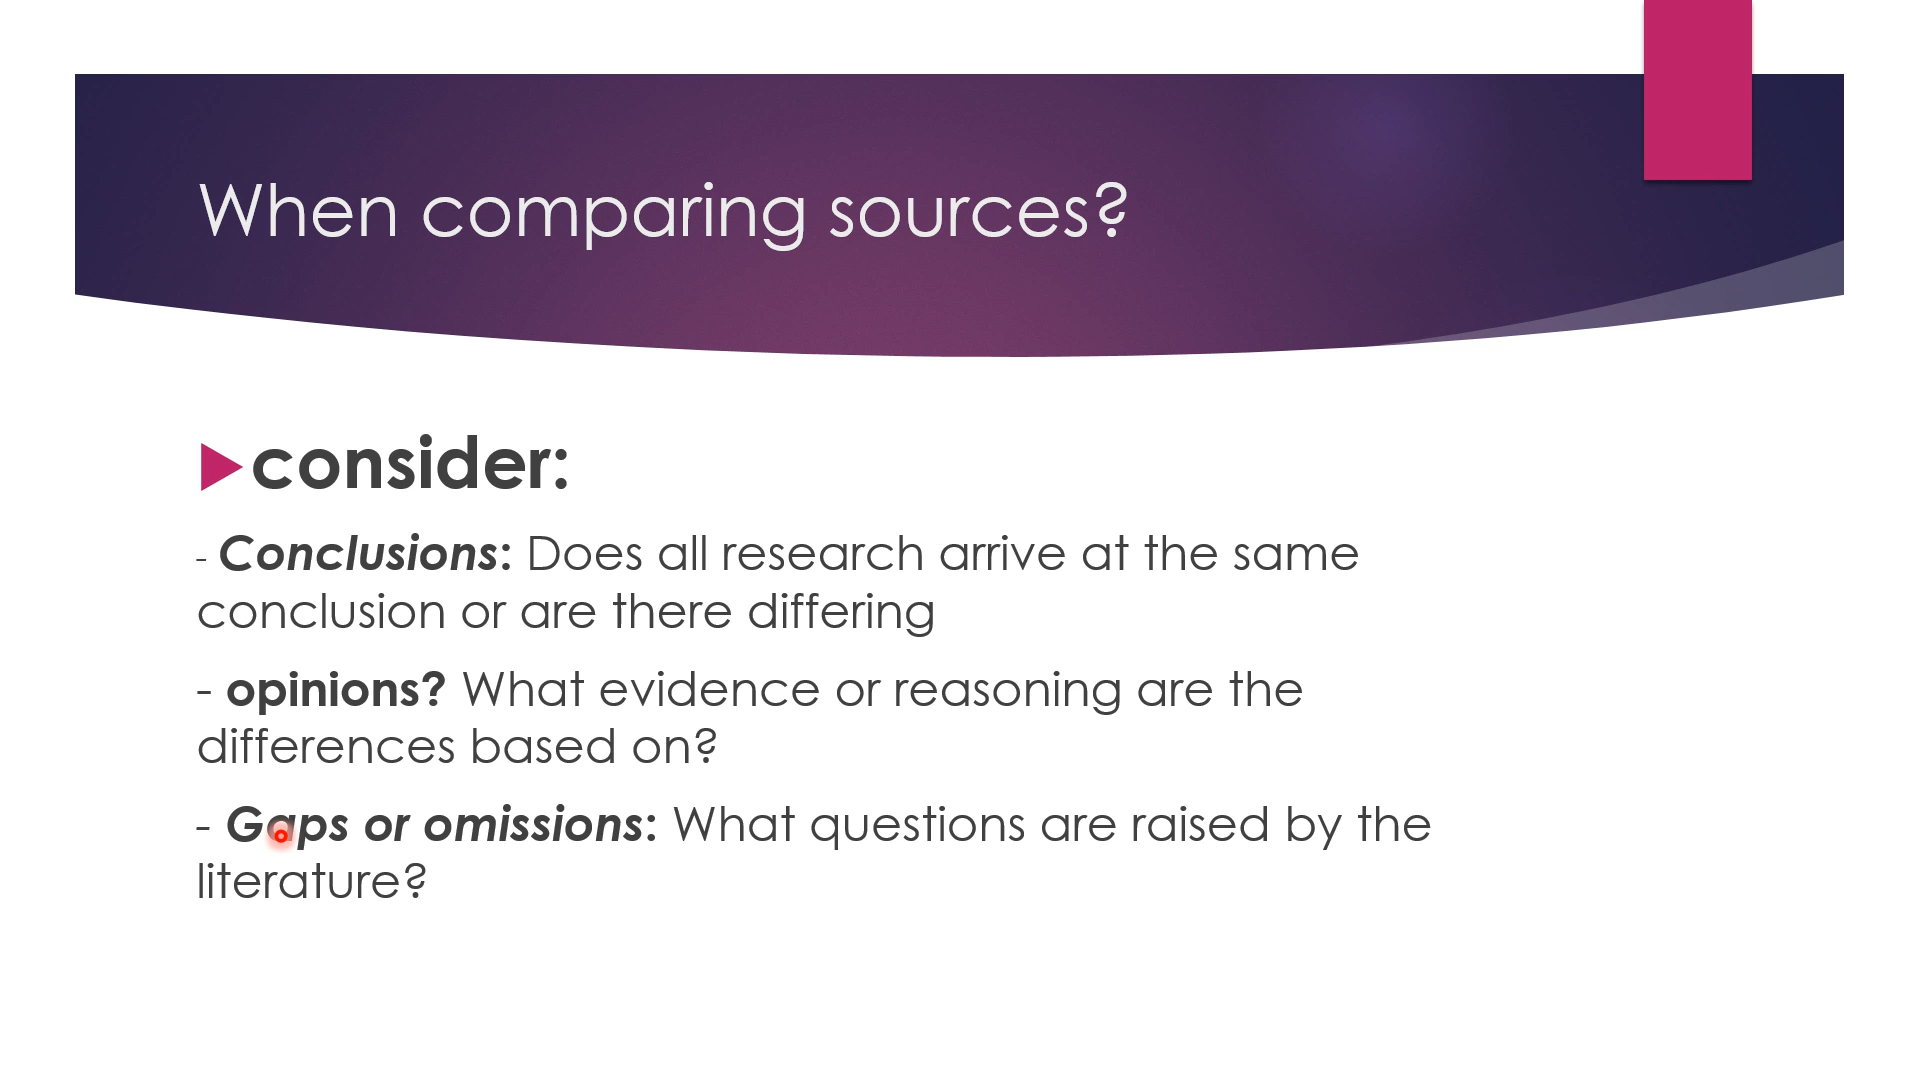 When comparing sources?
consider:
- Conclusions: Does all research arrive at the same
conclusion or are there differing
- opinions? What evidence or reasoning are the
differences based on?
- Gaps or omissions: What questions are raised by the
literature?